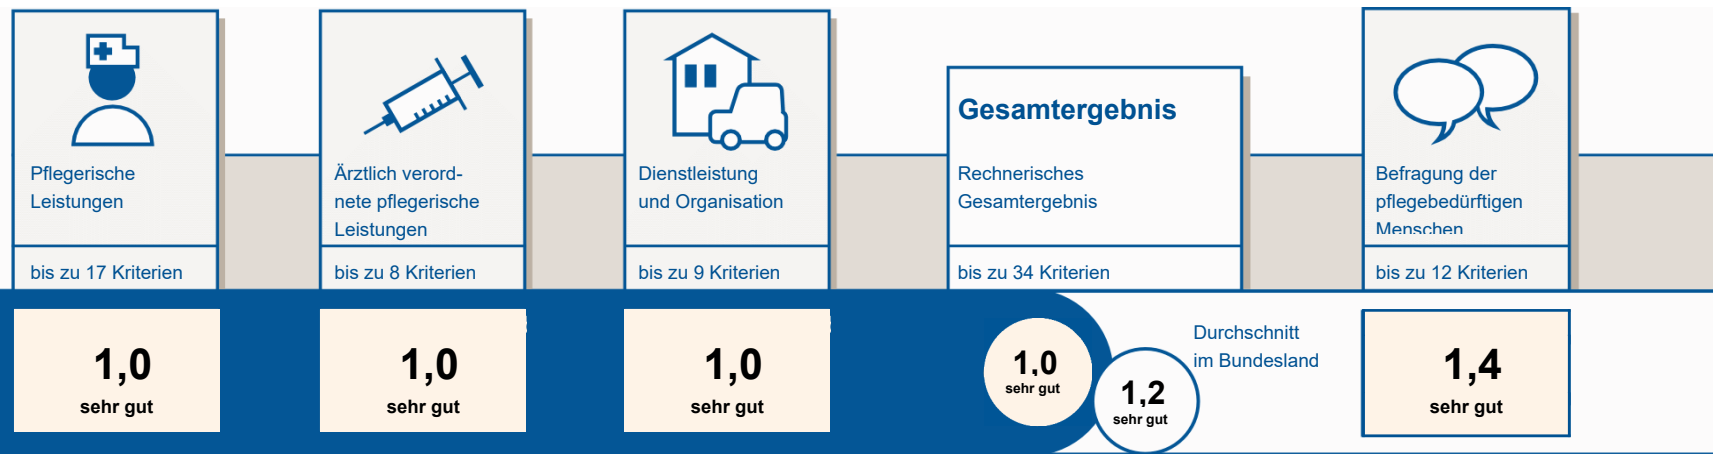 Pflegerische
Leistungen
bis zu 17 Kriterien
1,0
sehr gut
Ärztlich verord-
nete pflegerische
Leistungen
bis zu 8 Kriterien
1,0
sehr gut
Dienstleistung
und Organisation
bis zu 9 Kriterien
1,0
sehr gut
Gesamtergebnis
Rechnerisches
Gesamtergebnis
bis zu 34 Kriterien
1,0
sehr gut
1,2
sehr gut
Durchschnitt
im Bundesland
Befragung der
pflegebedürftigen
Menschen
bis zu 12 Kriterien
1,4
sehr gut